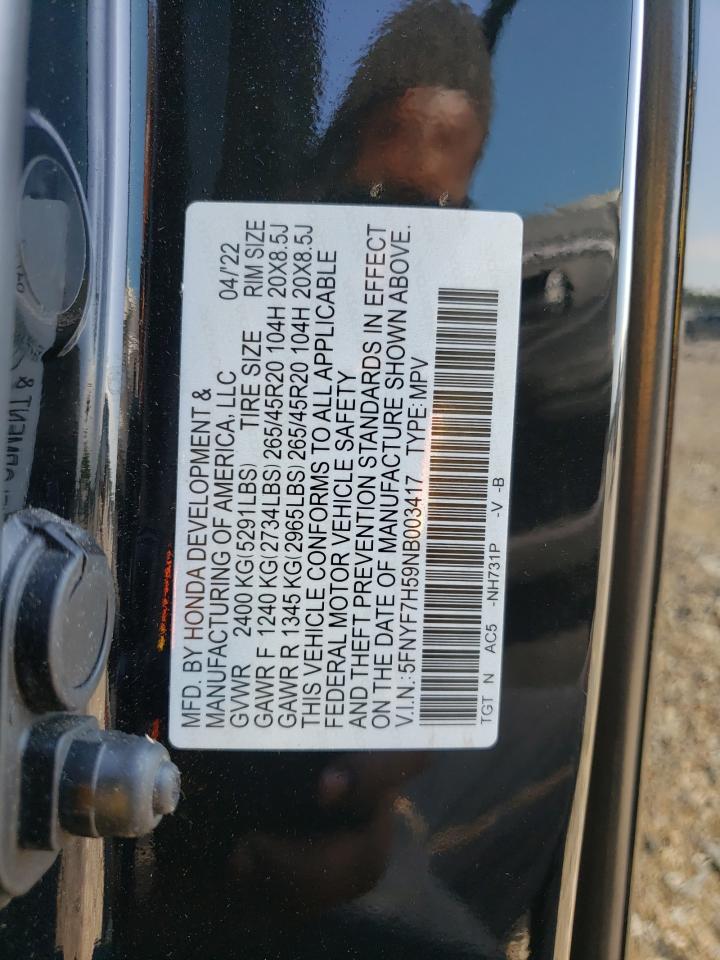 MFD. BY HONDA DEVELOPMENT &
MANUFACTURING OF AMERICA, LLC 04/'22
GVWR 2400 KG(5291LBS) TIRE SIZE RIM SIZE
GAWR F 1240 KG(2734LBS) 265/45R20 104H 20X8.5J
GAWR R 1345 KG(2965LBS) 265/45R20 104H 20X8.5J
THIS VEHICLE CONFORMS TO ALL APPLICABLE
FEDERAL MOTOR VEHICLE SAFETY
AND THEFT PREVENTION STANDARDS IN EFFECT
ON THE DATE OF MANUFACTURE SHOWN ABOVE.
V.I.N.:5FNYF7H59NB003417 TYPE: MPV
TGT N AC5 -NH731P -V -B